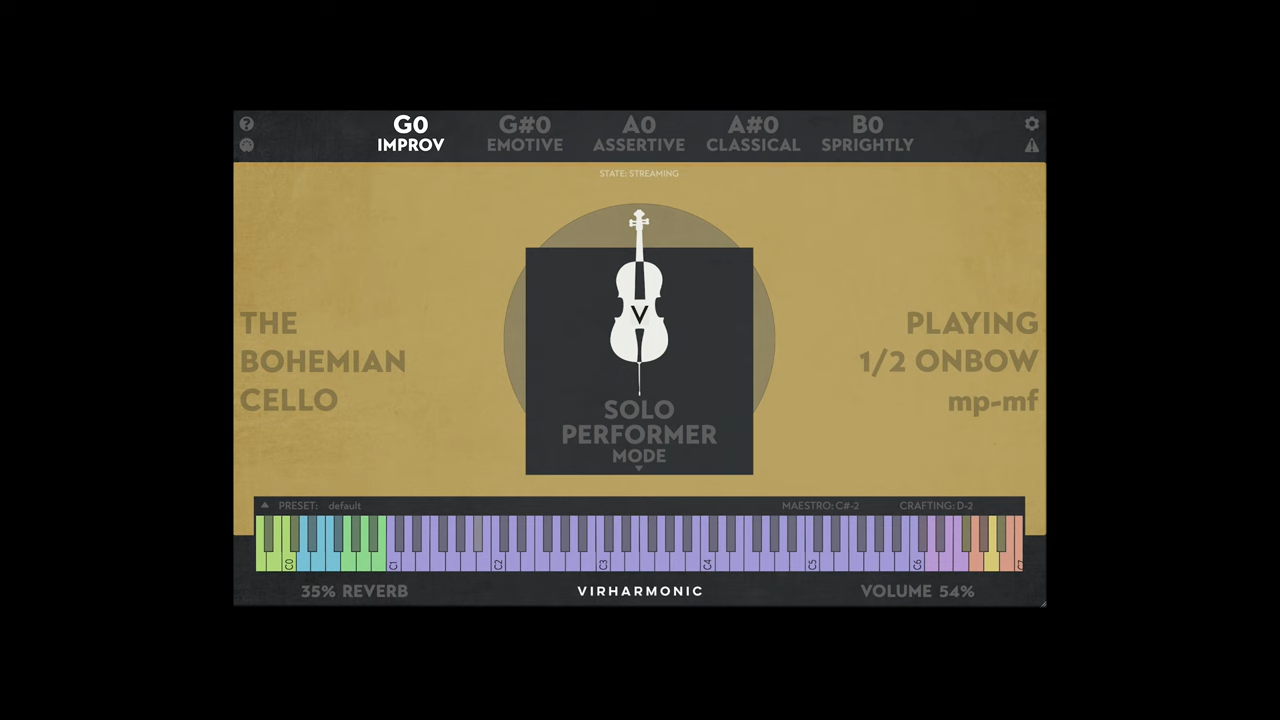 G0 G#0 A0 A#0 B0
IMPROV EMOTIVE ASSERTIVE CLASSICAL SPRIGHTLY
STATE: STREAMING
THE
BOHEMIAN
CELLO
V
SOLO
PERFORMER
MODE
PLAYING
1/2 ONBOW
mp-mf
PRESET: default MAESTRO: C#-2 CRAFTING: D-2
C0 C1 C2 C3 C4 C5 C6
35% REVERB VIRHARMONIC VOLUME 54%